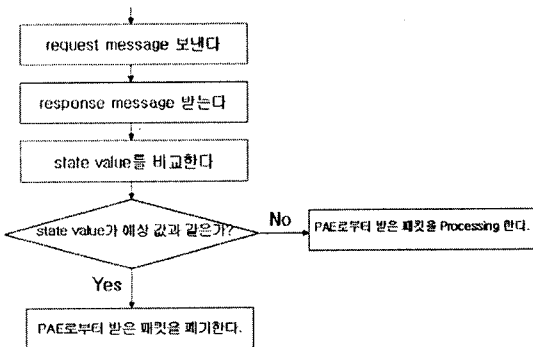 request message 보낸다
response message 받는다
state value를 비교한다
state value가 예상 값과 같은가?
No
PAE로부터 받은 패킷을 Processing 한다.
Yes
PAE로부터 받은 패킷을 폐기한다.